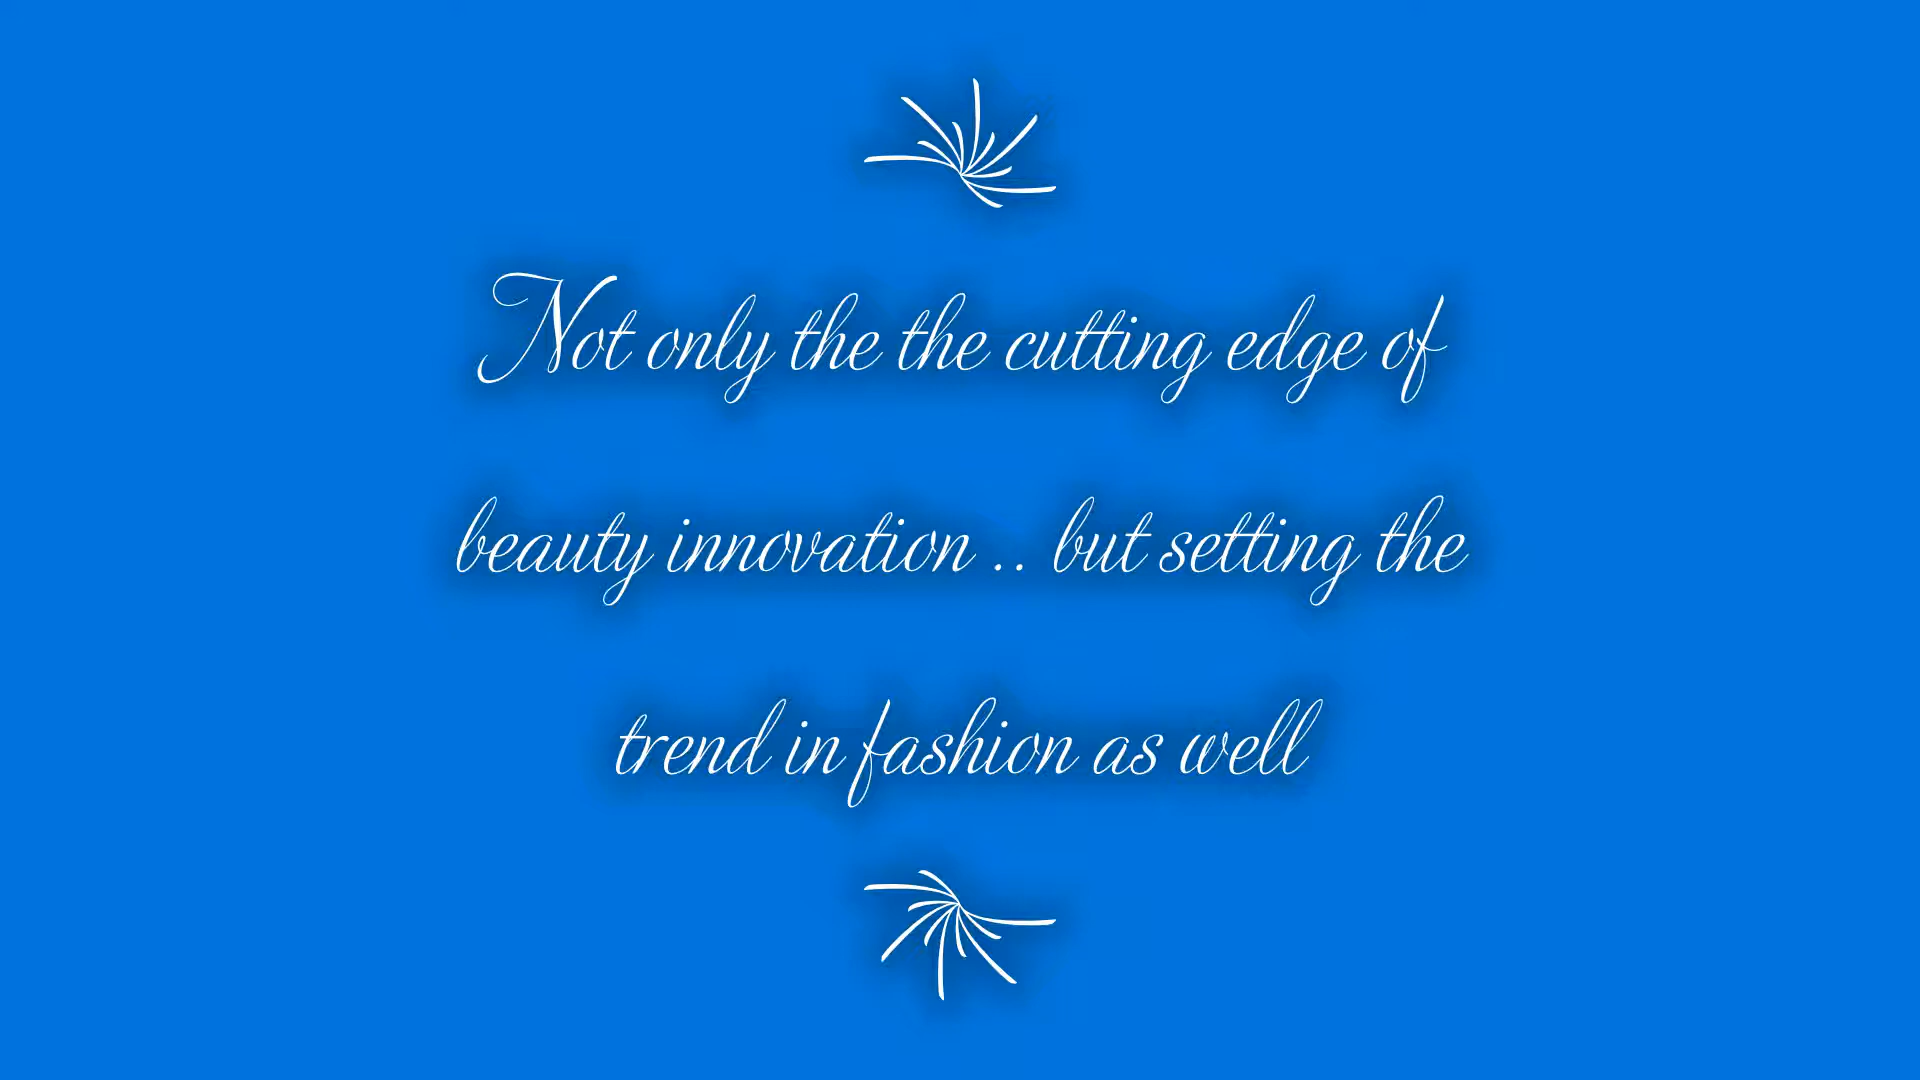 Not only the the cutting edge of
beauty innovation .. but setting the
trend in fashion as well